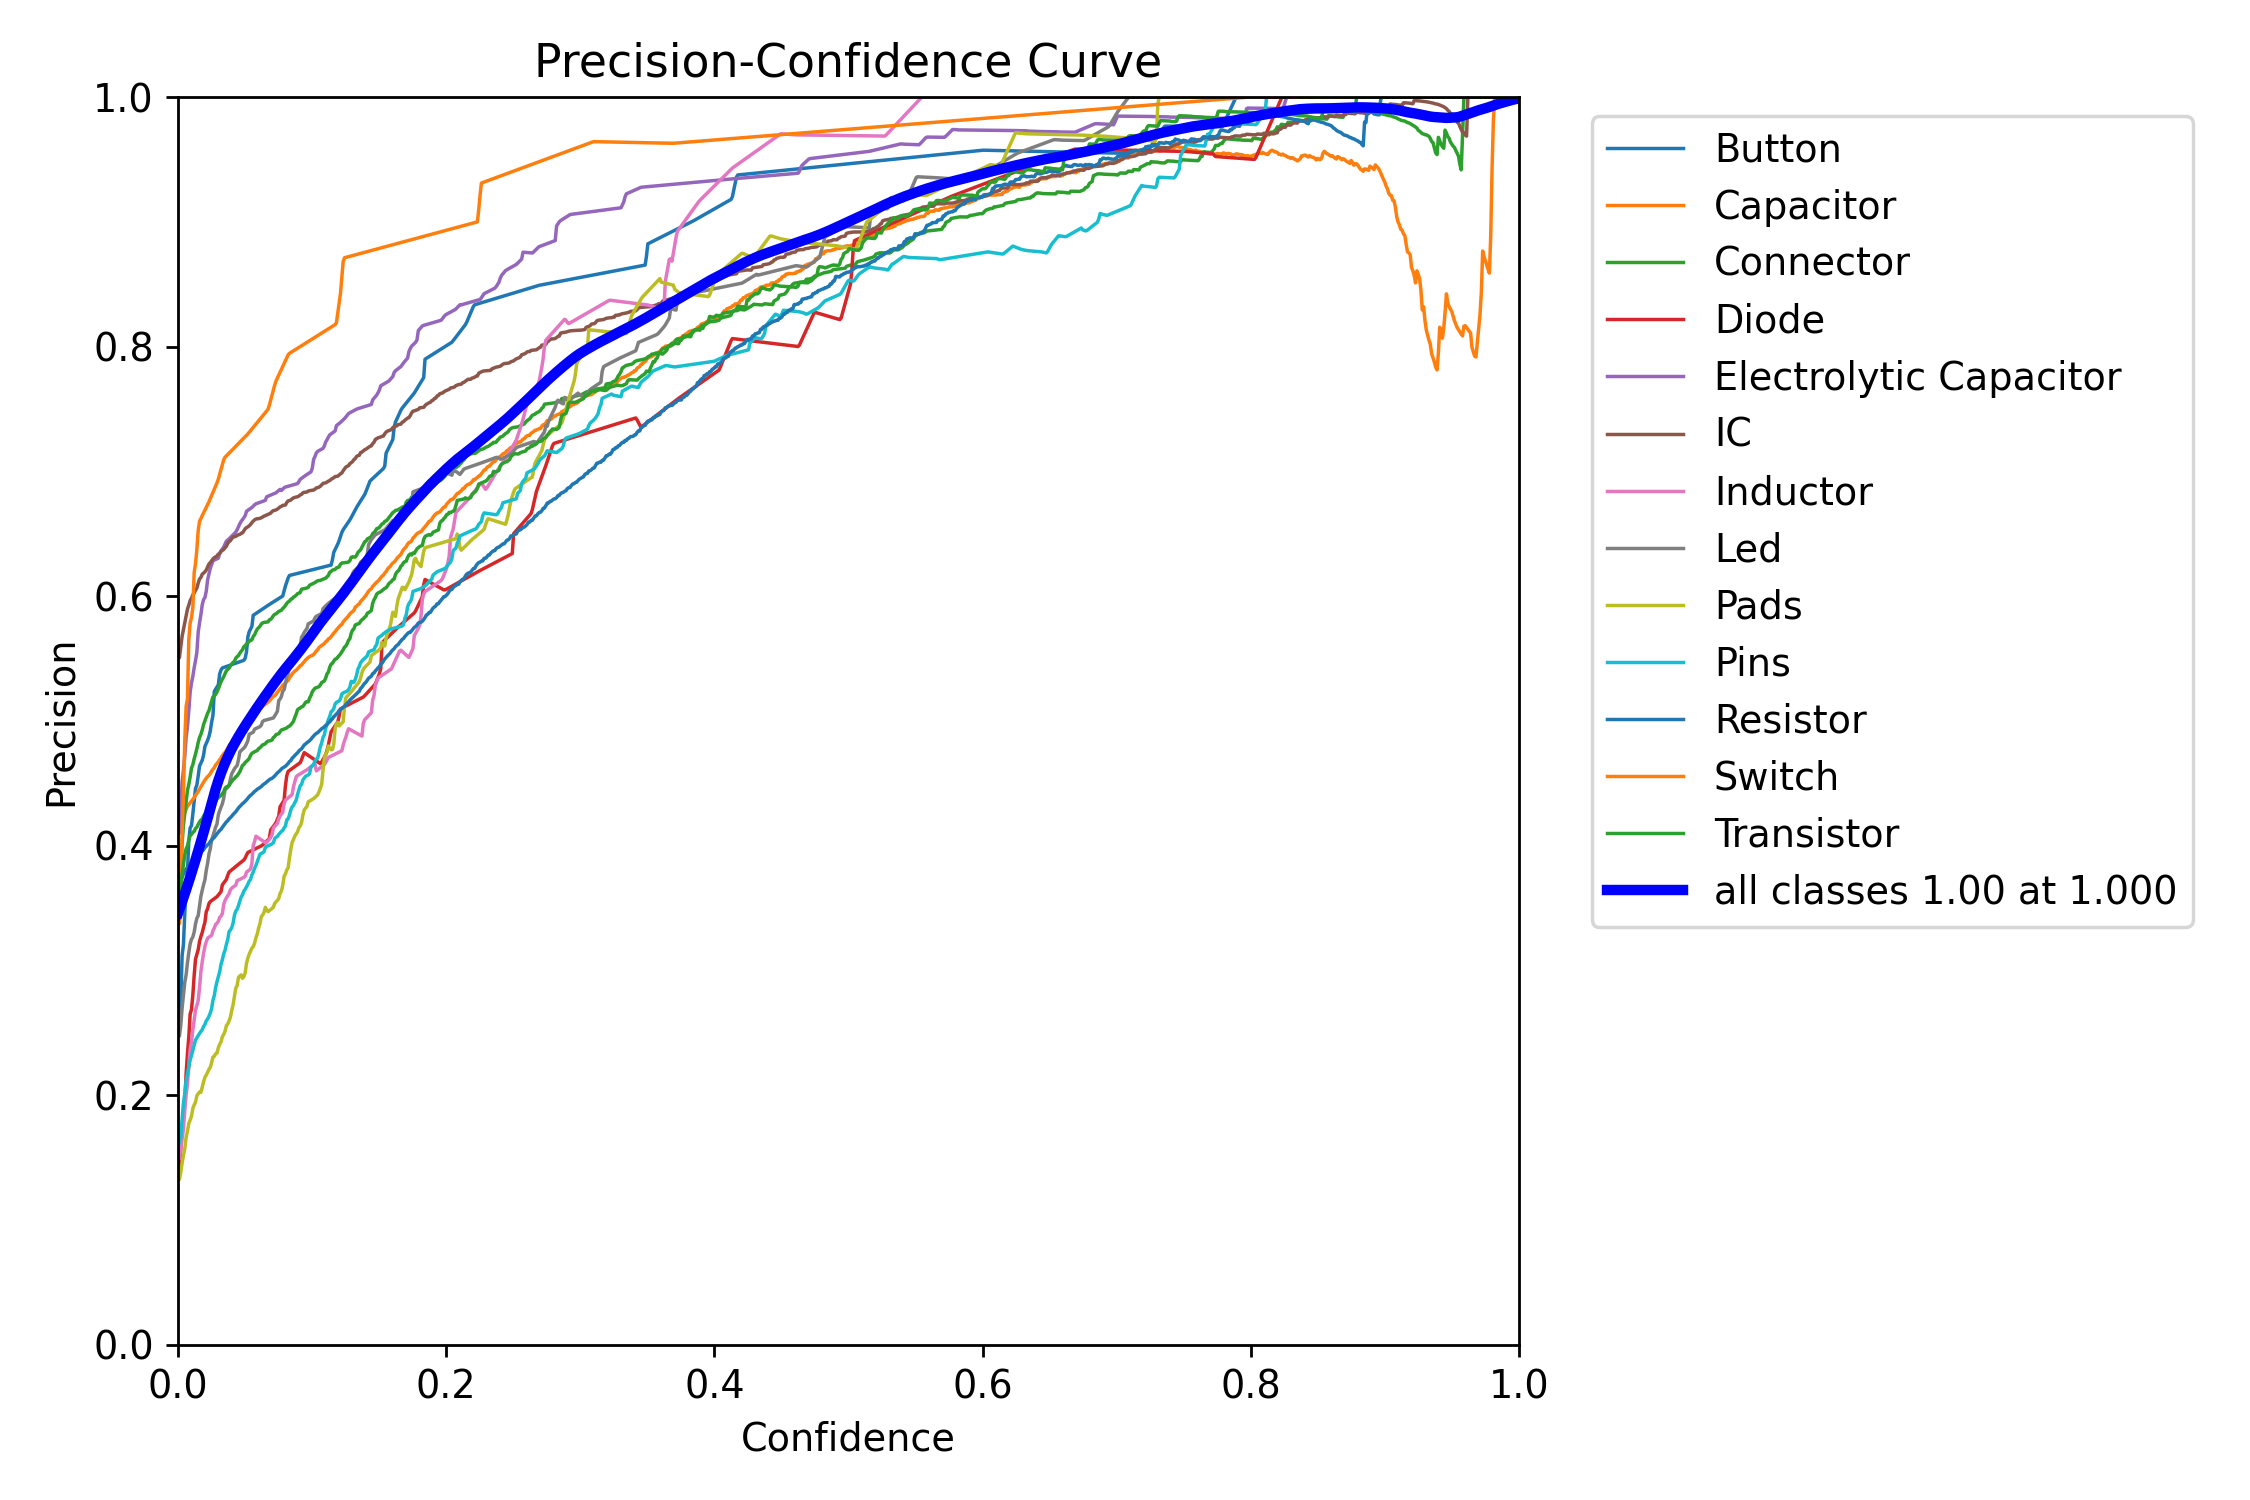 Precision-Confidence Curve
1.0
0.8
0.6
0.4
0.2
0.0
Precision
0.0 0.2 0.4 0.6 0.8 1.0
Confidence
Button
Capacitor
Connector
Diode
Electrolytic Capacitor
IC
Inductor
Led
Pads
Pins
Resistor
Switch
Transistor
all classes 1.00 at 1.000